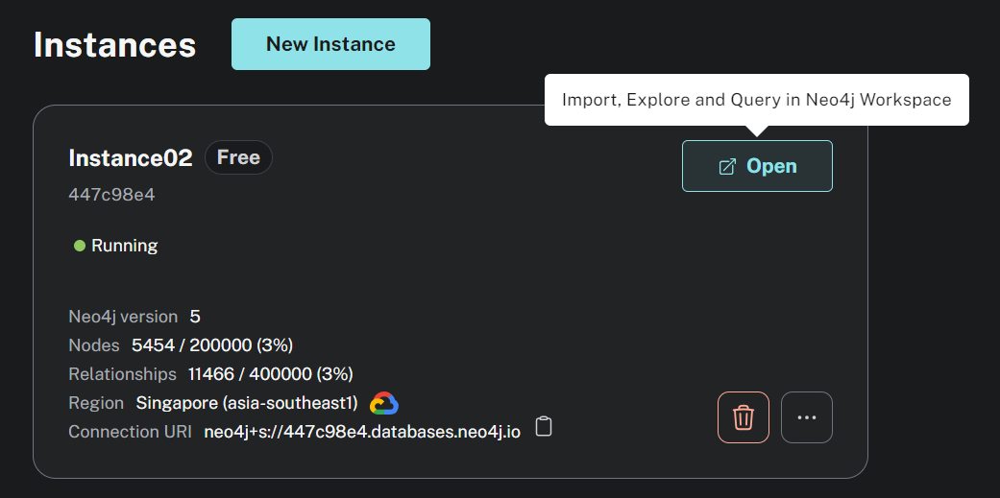 Instances
New Instance
Import, Explore and Query in Neo4j Workspace
Instance02 Free
Open
447c98e4
Running
Neo4j version 5
Nodes 5454 / 200000 (3%)
Relationships 11466 / 400000 (3%)
Region Singapore (asia-southeast1)
Connection URI neo4j+s://447c98e4.databases.neo4j.io